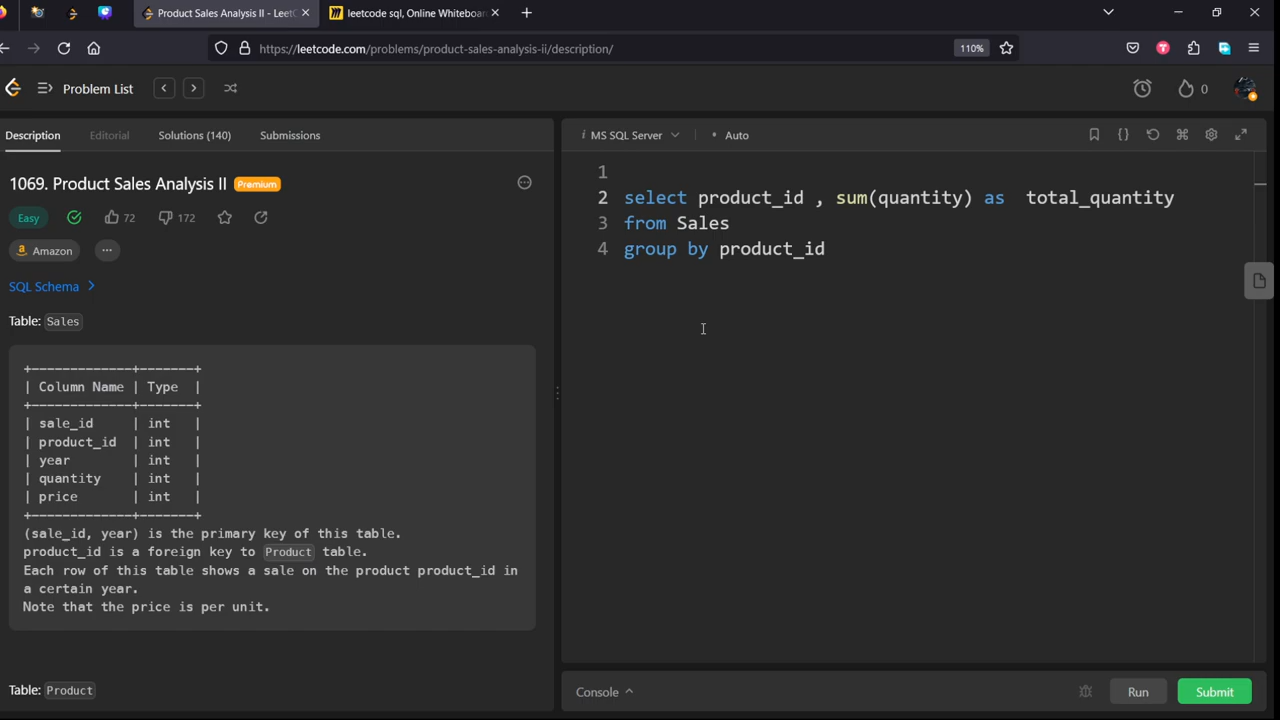 Product Sales Analysis II - LeetC
leetcode sql, Online Whiteboard
https://leetcode.com/problems/product-sales-analysis-ii/description/
110%
Problem List
0
Description
Editorial
Solutions (140)
Submissions
1069. Product Sales Analysis II
Premium
Easy
72
172
Amazon
SQL Schema
Table: Sales
+-------------+-------+
| Column Name | Type  |
+-------------+-------+
| sale_id     | int   |
| product_id  | int   |
| year        | int   |
| quantity    | int   |
| price       | int   |
+-------------+-------+
(sale_id, year) is the primary key of this table.
product_id is a foreign key to Product table.
Each row of this table shows a sale on the product product_id in
a certain year.
Note that the price is per unit.
Table: Product
i MS SQL Server
Auto
1
2 select product_id , sum(quantity) as  total_quantity
3 from Sales
4 group by product_id
Console
Run
Submit